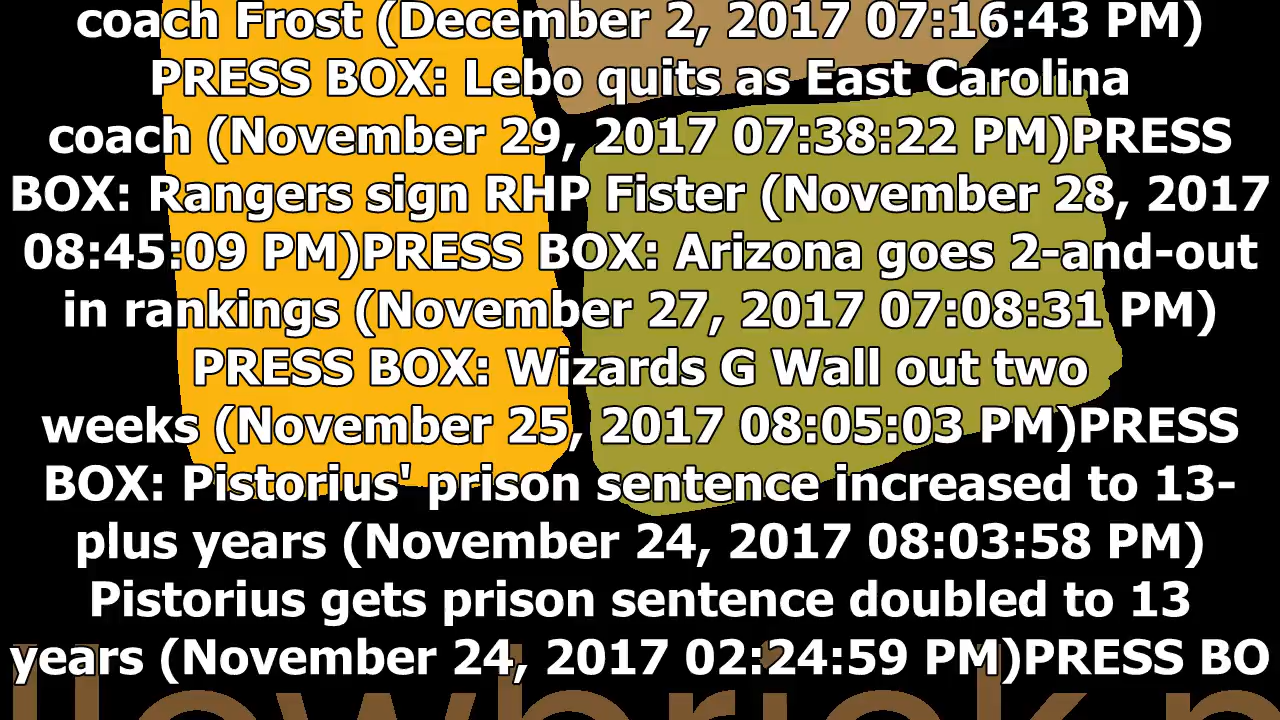 coach Frost (December 2, 2017 07:16:43 PM)
PRESS BOX: Lebo quits as East Carolina
coach (November 29, 2017 07:38:22 PM)PRESS
BOX: Rangers sign RHP Fister (November 28, 2017
08:45:09 PM)PRESS BOX: Arizona goes 2-and-out
in rankings (November 27, 2017 07:08:31 PM)
PRESS BOX: Wizards G Wall out two
weeks (November 25, 2017 08:05:03 PM)PRESS
BOX: Pistorius' prison sentence increased to 13-
plus years (November 24, 2017 08:03:58 PM)
Pistorius gets prison sentence doubled to 13
years (November 24, 2017 02:24:59 PM)PRESS BO